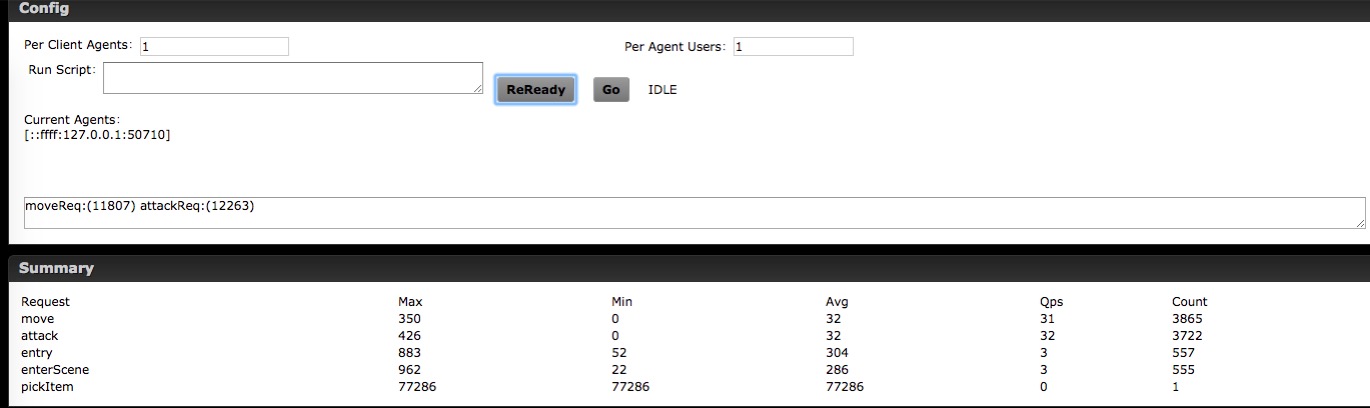 Config
Per Client Agents: 1 Per Agent Users: 1
Run Script: ReReady Go IDLE
Current Agents:
[::ffff:127.0.0.1:50710]
moveReq:(11807) attackReq:(12263)
Summary
Request Max Min Avg Qps Count
move 350 0 32 31 3865
attack 426 0 32 32 3722
entry 883 52 304 3 557
enterScene 962 22 286 3 555
pickItem 77286 77286 77286 0 1